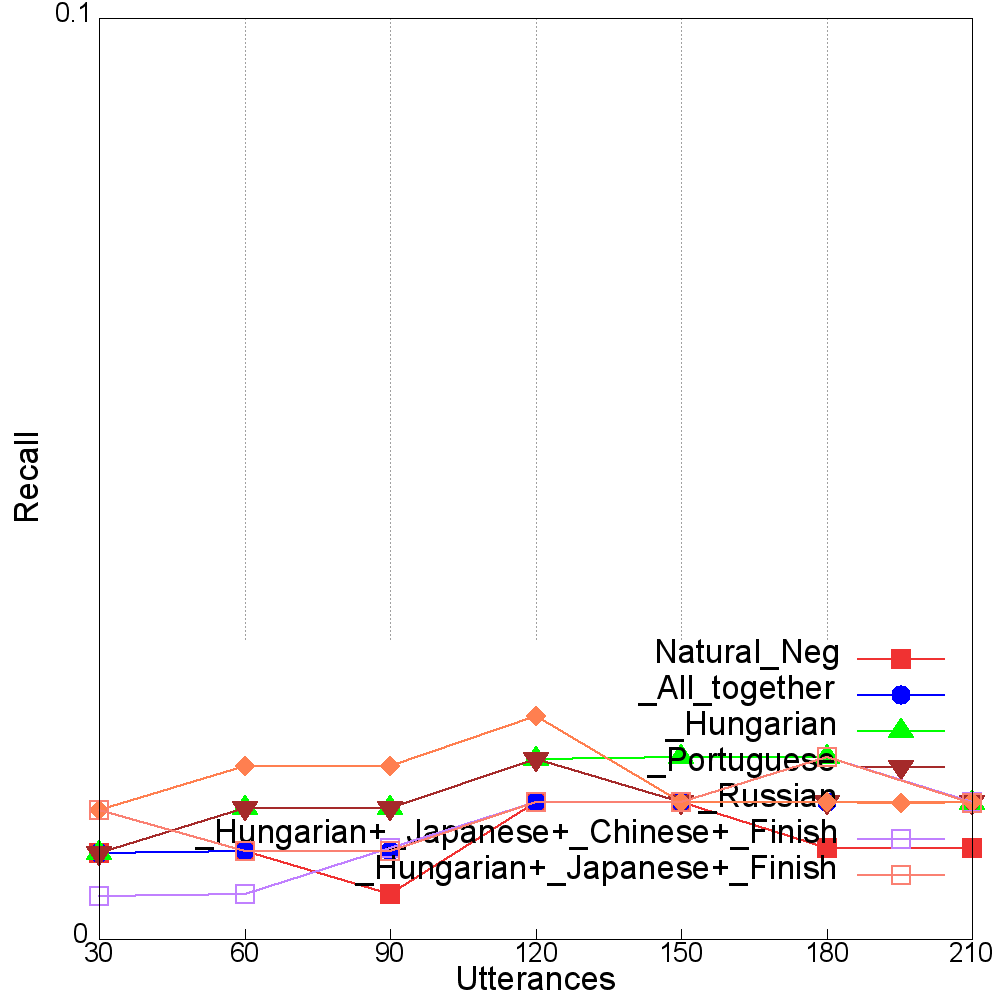 0.1
Recall
Natural_Neg
_All_together
_Hungarian
_Portuguese
_Russian
_Hungarian+_Japanese+_Chinese+_Finish
_Hungarian+_Japanese+_Finish
0
30 60 90 120 150 180 210
Utterances